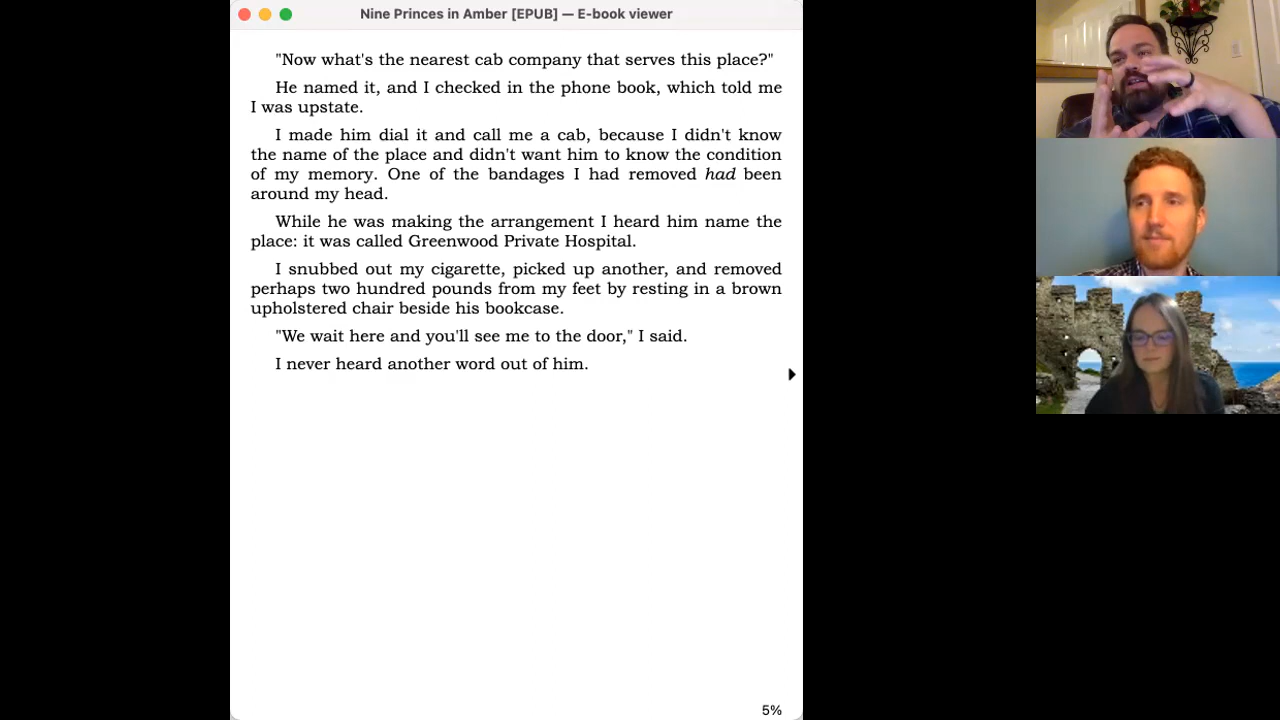 Nine Princes in Amber [EPUB] — E-book viewer
"Now what's the nearest cab company that serves this place?"
He named it, and I checked in the phone book, which told me
I was upstate.
I made him dial it and call me a cab, because I didn't know
the name of the place and didn't want him to know the condition
of my memory. One of the bandages I had removed had been
around my head.
While he was making the arrangement I heard him name the
place: it was called Greenwood Private Hospital.
I snubbed out my cigarette, picked up another, and removed
perhaps two hundred pounds from my feet by resting in a brown
upholstered chair beside his bookcase.
"We wait here and you'll see me to the door," I said.
I never heard another word out of him.
5%